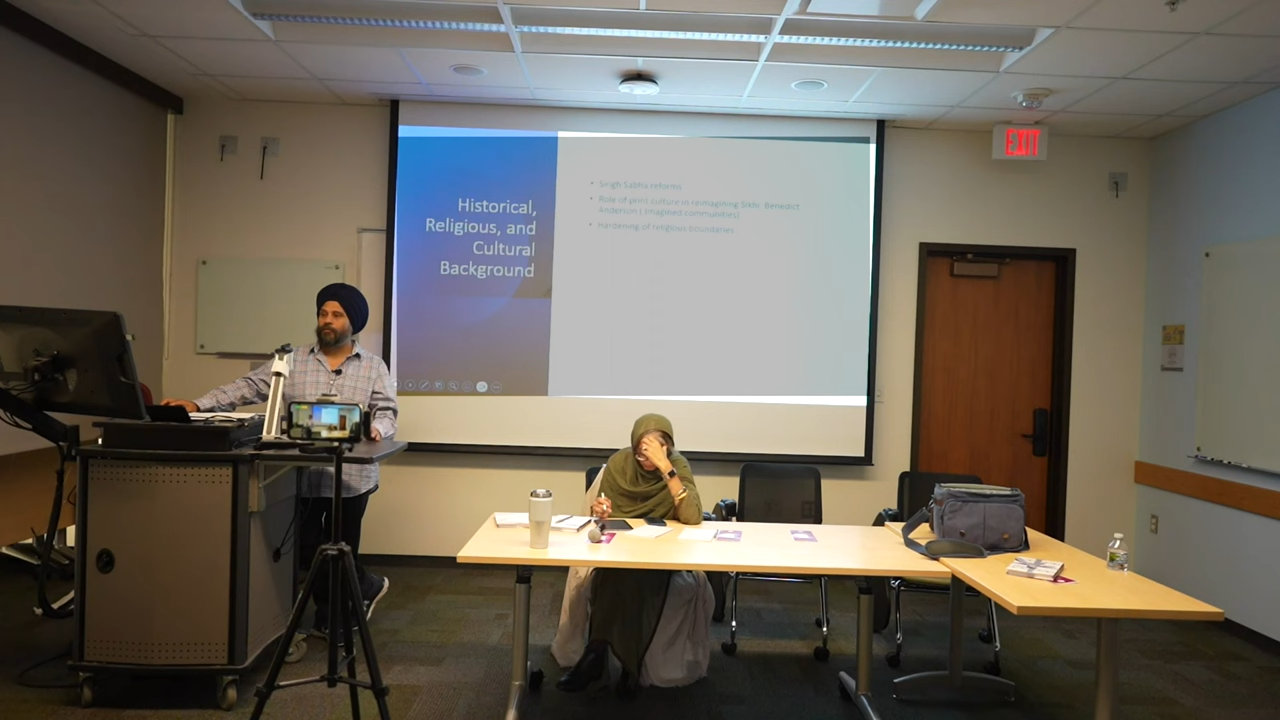 Historical,
Religious, and
Cultural
Background
• Singh Sabha reforms
• Role of print culture in reimagining Sikhi Benedict
Anderson ( Imagined communities)
• Hardening of religious boundaries
EXIT